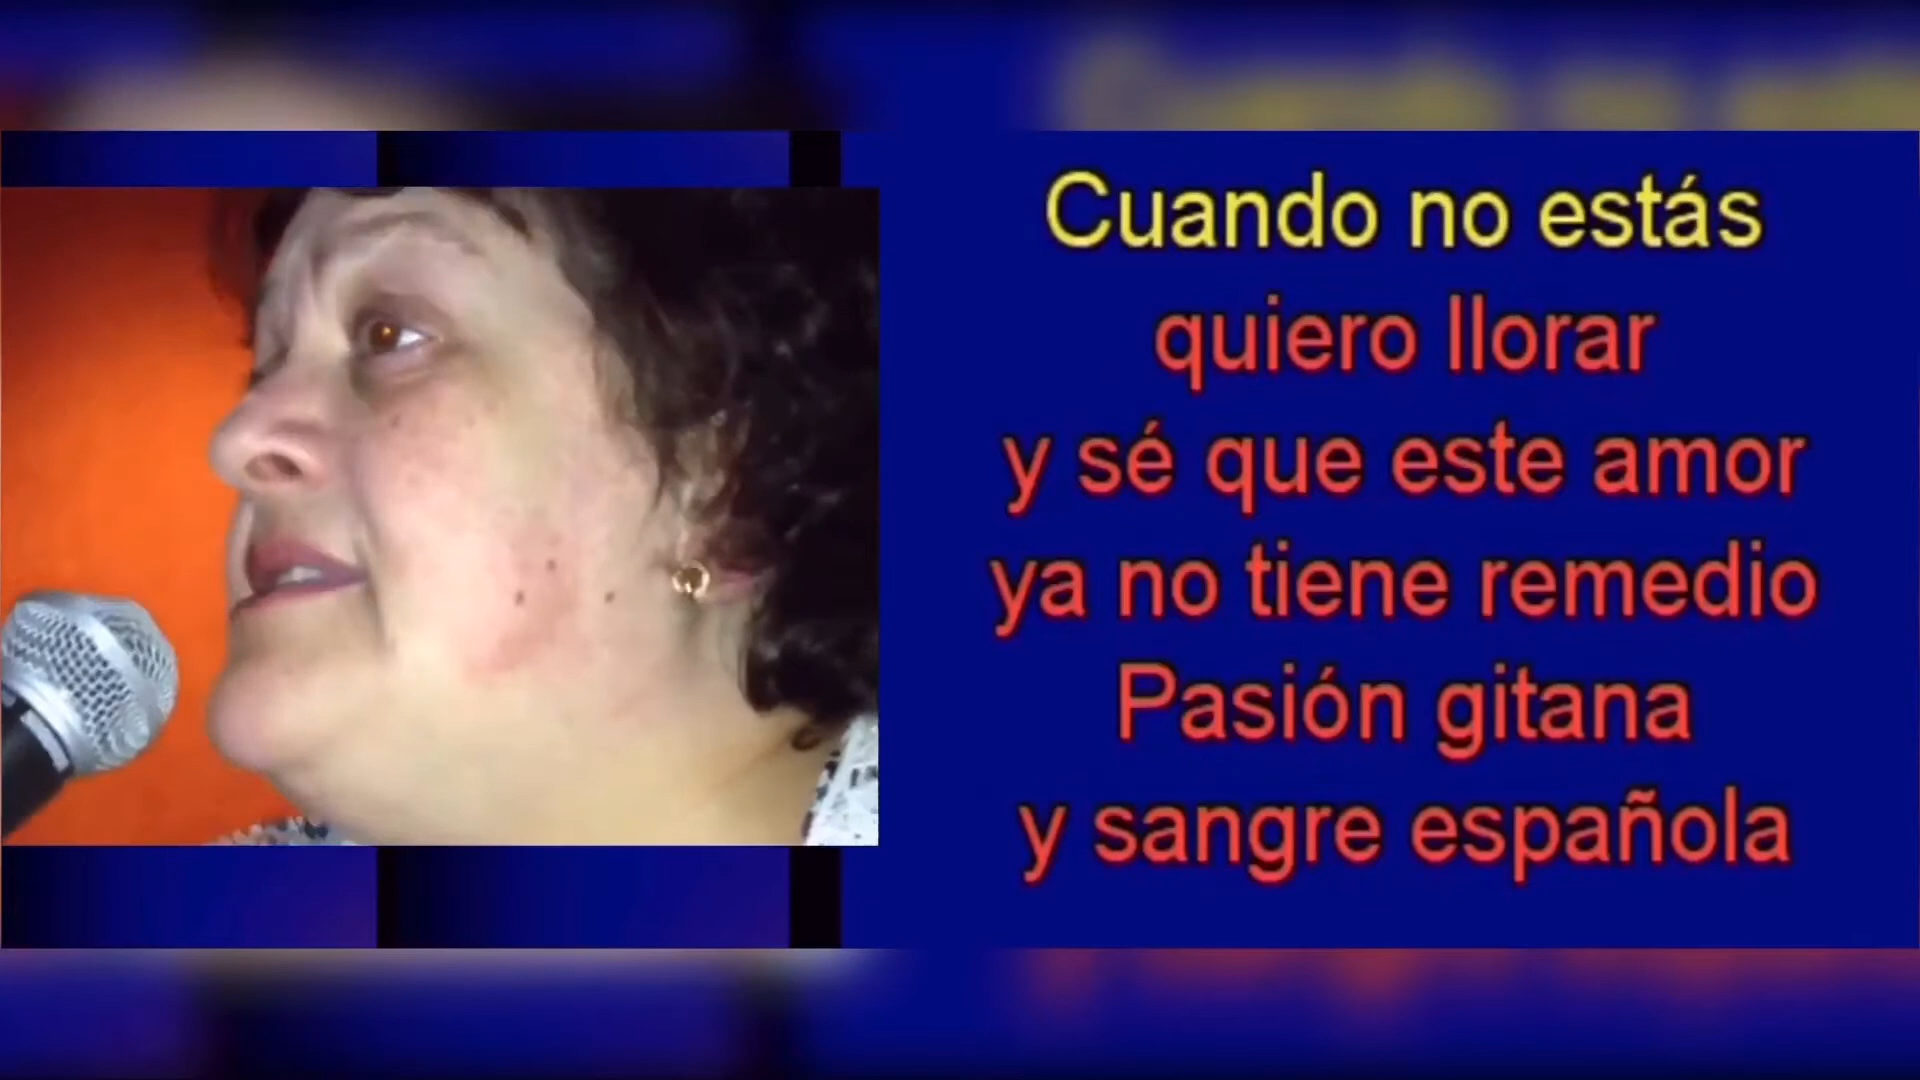 Cuando no estás
quiero llorar
y sé que este amor
ya no tiene remedio
Pasión gitana
y sangre española